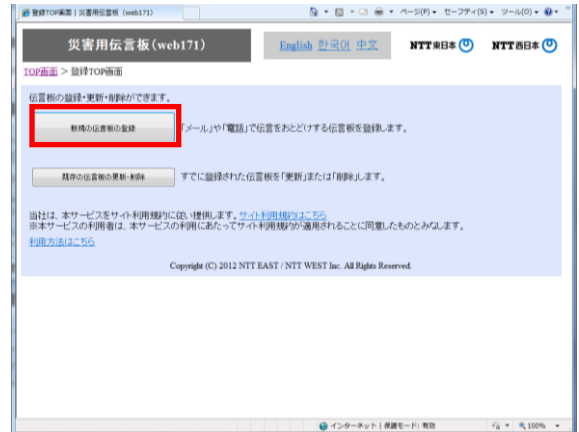 登録TOP画面 | 災害用伝言板 (web171)
ページ(P) セーフティ(S) ツール(O)
災害用伝言板(web171)
English 한국어 中文
NTT東日本 NTT西日本
TOP画面 > 登録TOP画面
伝言板の登録・更新・削除ができます。
新規の伝言板の登録 「メール」や「電話」で伝言をおとどけする伝言板を登録します。
既存の伝言板の更新・削除 すでに登録された伝言板を「更新」または「削除」します。
当社は、本サービスをサイト利用規約に従い提供します。サイト利用規約はこちら
※本サービスの利用者は、本サービスの利用にあたってサイト利用規約が適用されることに同意したものとみなします。
利用方法はこちら
Copyright (C) 2012 NTT EAST / NTT WEST Inc. All Rights Reserved.
インターネット | 保護モード: 有効
100%